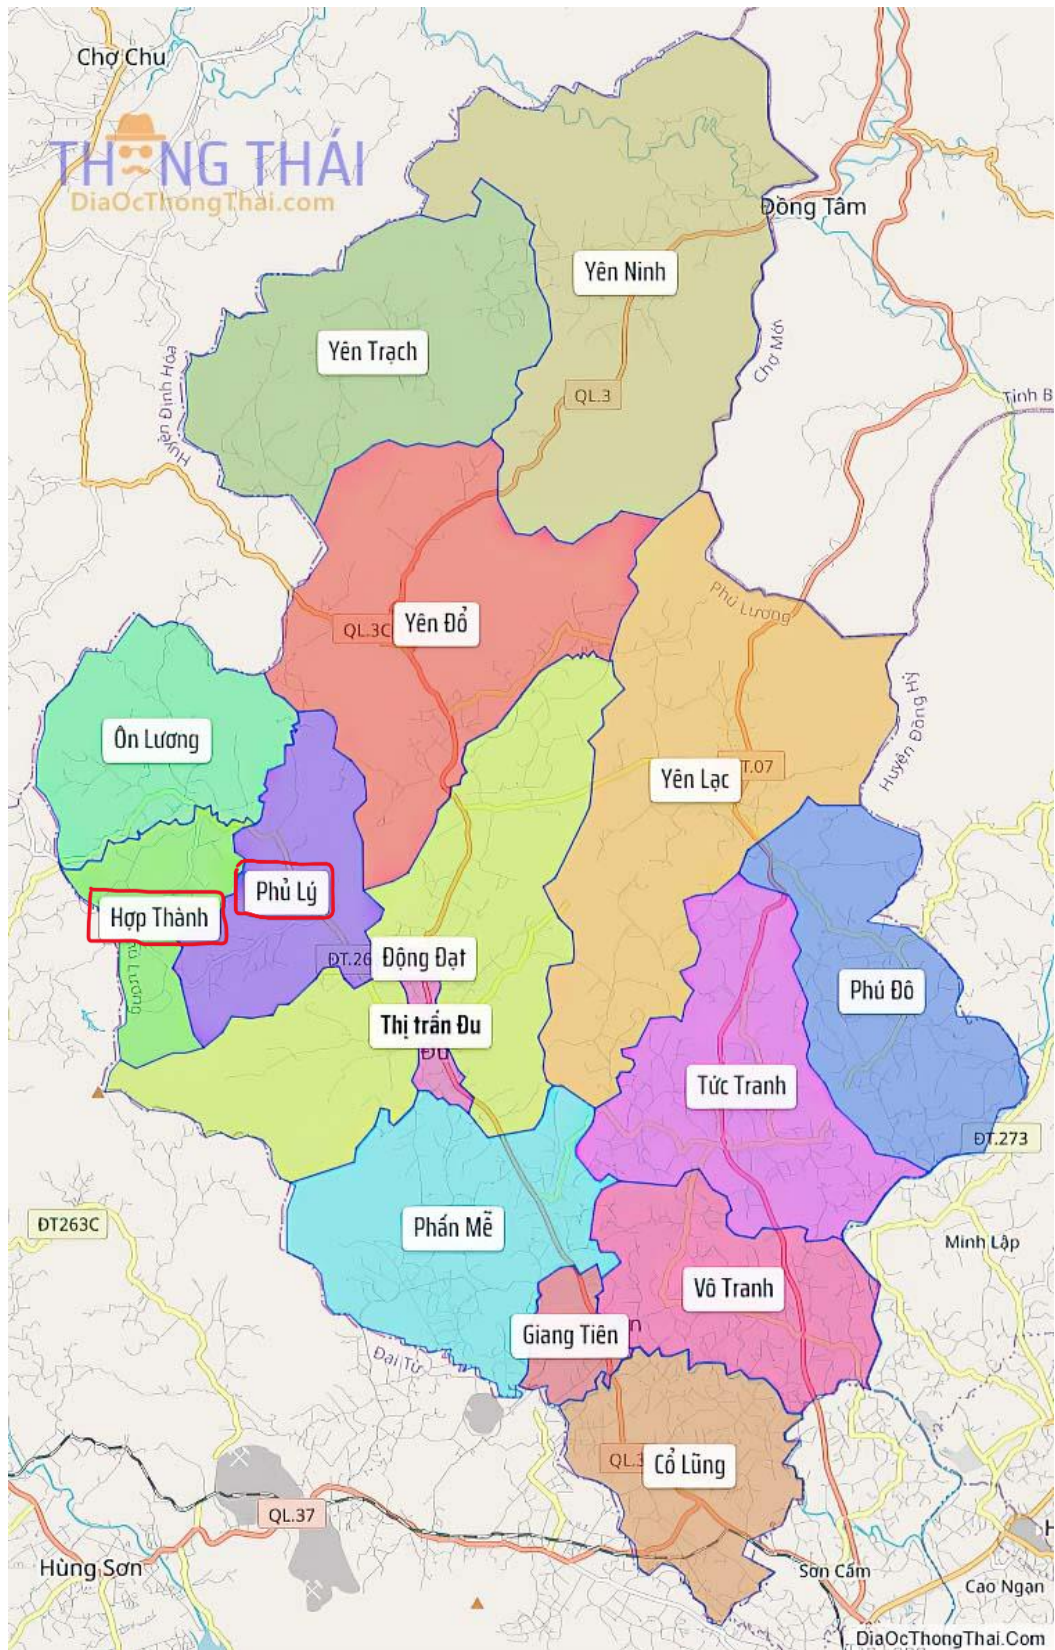 Chợ Chu
THÔNG THÁI
DiaOcThongThai.com
Đồng Tâm
Yên Ninh
Yên Trạch
Chợ Mới
Huyện Định Hóa
QL.3
Tỉnh B
Phú Lương
QL.3C
Yên Đổ
Huyện Đồng Hỷ
Ôn Lương
Yên Lạc
T.07
Phủ Lý
Hợp Thành
Lương
ĐT.26
Động Đạt
Phú Đô
Thị trấn Đu
Đu
Tức Tranh
ĐT.273
ĐT263C
Phấn Mễ
Minh Lập
Vô Tranh
Giang Tiên
n
Đại Từ
QL.3
Cổ Lũng
QL.37
H
Hùng Sơn
Sơn Cẩm
Cao Ngạn
DiaOcThongThai.com